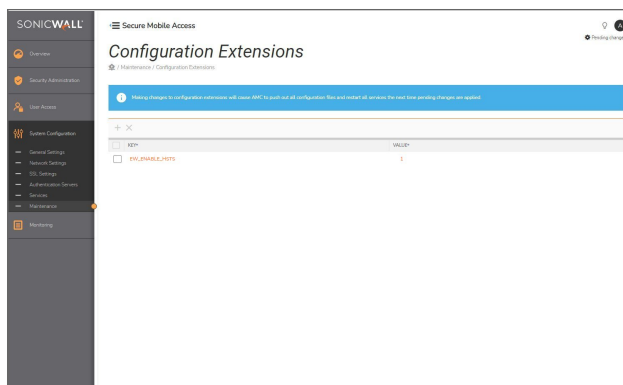 SONICWALL
Secure Mobile Access
A
Pending change
Configuration Extensions
/ Maintenance / Configuration Extensions
Overview
Security Administration
User Access
System Configuration
General Settings
Network Settings
SSL Settings
Authentication Servers
Services
Maintenance
Monitoring
Making changes to configuration extensions will cause AMC to push out all configuration files and restart all services the next time pending changes are applied.
KEY VALUE
EW_ENABLE_HSTS 1